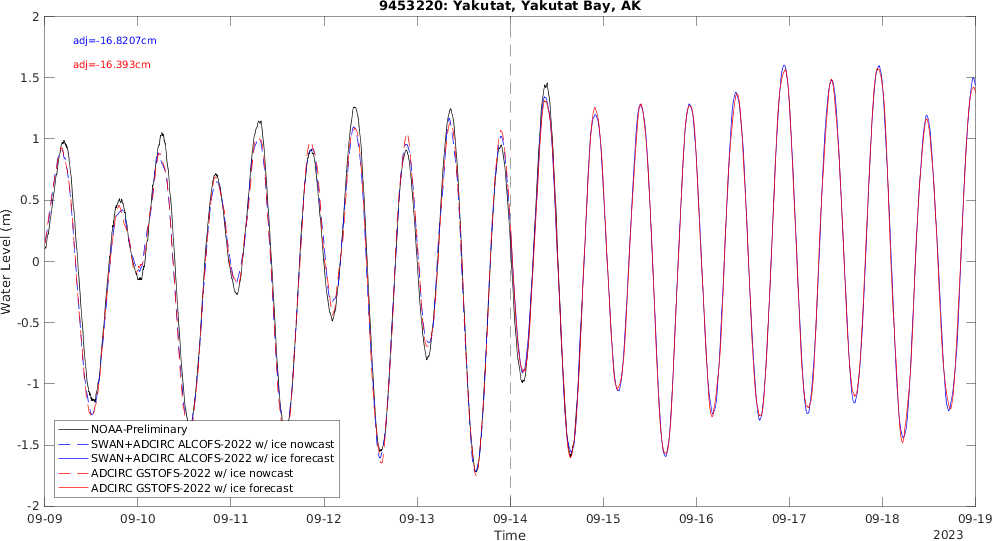 9453220: Yakutat, Yakutat Bay, AK
adj=-16.8207cm
adj=-16.393cm
2
1.5
1
0.5
0
-0.5
-1
-1.5
-2
Water Level (m)
NOAA-Preliminary
SWAN+ADCIRC ALCOFS-2022 w/ ice nowcast
SWAN+ADCIRC ALCOFS-2022 w/ ice forecast
ADCIRC GSTOFS-2022 w/ ice nowcast
ADCIRC GSTOFS-2022 w/ ice forecast
09-09 09-10 09-11 09-12 09-13 09-14 09-15 09-16 09-17 09-18 09-19
Time
2023